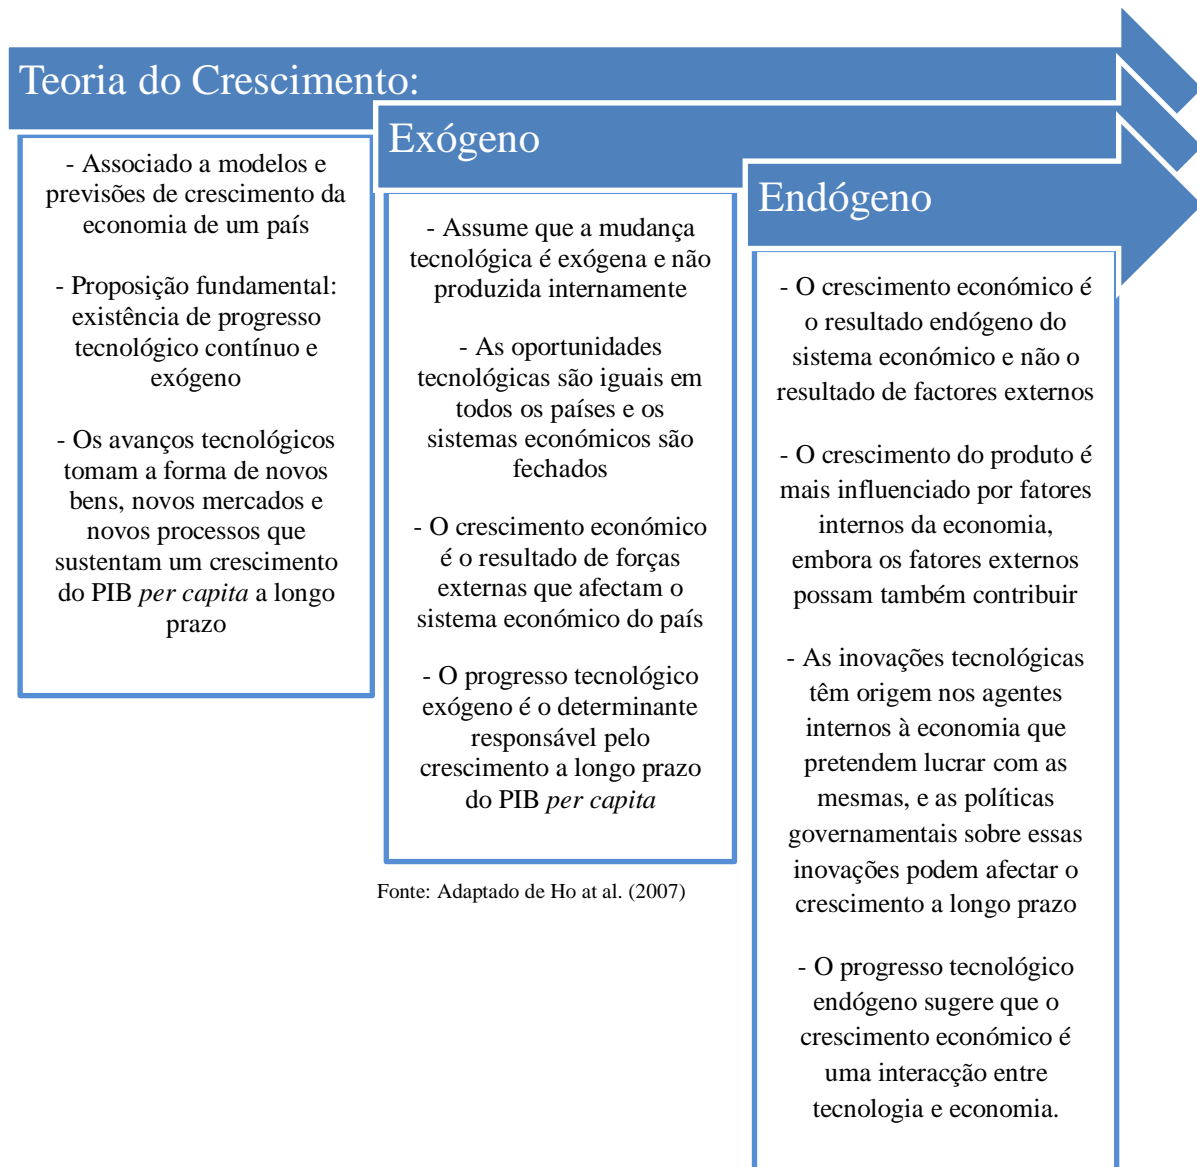 Teoria do Crescimento:
- Associado a modelos e
previsões de crescimento da
economia de um país
- Proposição fundamental:
existência de progresso
tecnológico contínuo e
exógeno
- Os avanços tecnológicos
tomam a forma de novos
bens, novos mercados e
novos processos que
sustentam um crescimento
do PIB per capita a longo
prazo
Exógeno
- Assume que a mudança
tecnológica é exógena e não
produzida internamente
- As oportunidades
tecnológicas são iguais em
todos os países e os
sistemas económicos são
fechados
- O crescimento económico
é o resultado de forças
externas que afectam o
sistema económico do país
- O progresso tecnológico
exógeno é o determinante
responsável pelo
crescimento a longo prazo
do PIB per capita
Endógeno
- O crescimento económico é
o resultado endógeno do
sistema económico e não o
resultado de factores externos
- O crescimento do produto é
mais influenciado por fatores
internos da economia,
embora os fatores externos
possam também contribuir
- As inovações tecnológicas
têm origem nos agentes
internos à economia que
pretendem lucrar com as
mesmas, e as políticas
governamentais sobre essas
inovações podem afectar o
crescimento a longo prazo
- O progresso tecnológico
endógeno sugere que o
crescimento económico é
uma interacção entre
tecnologia e economia.
Fonte: Adaptado de Ho at al. (2007)